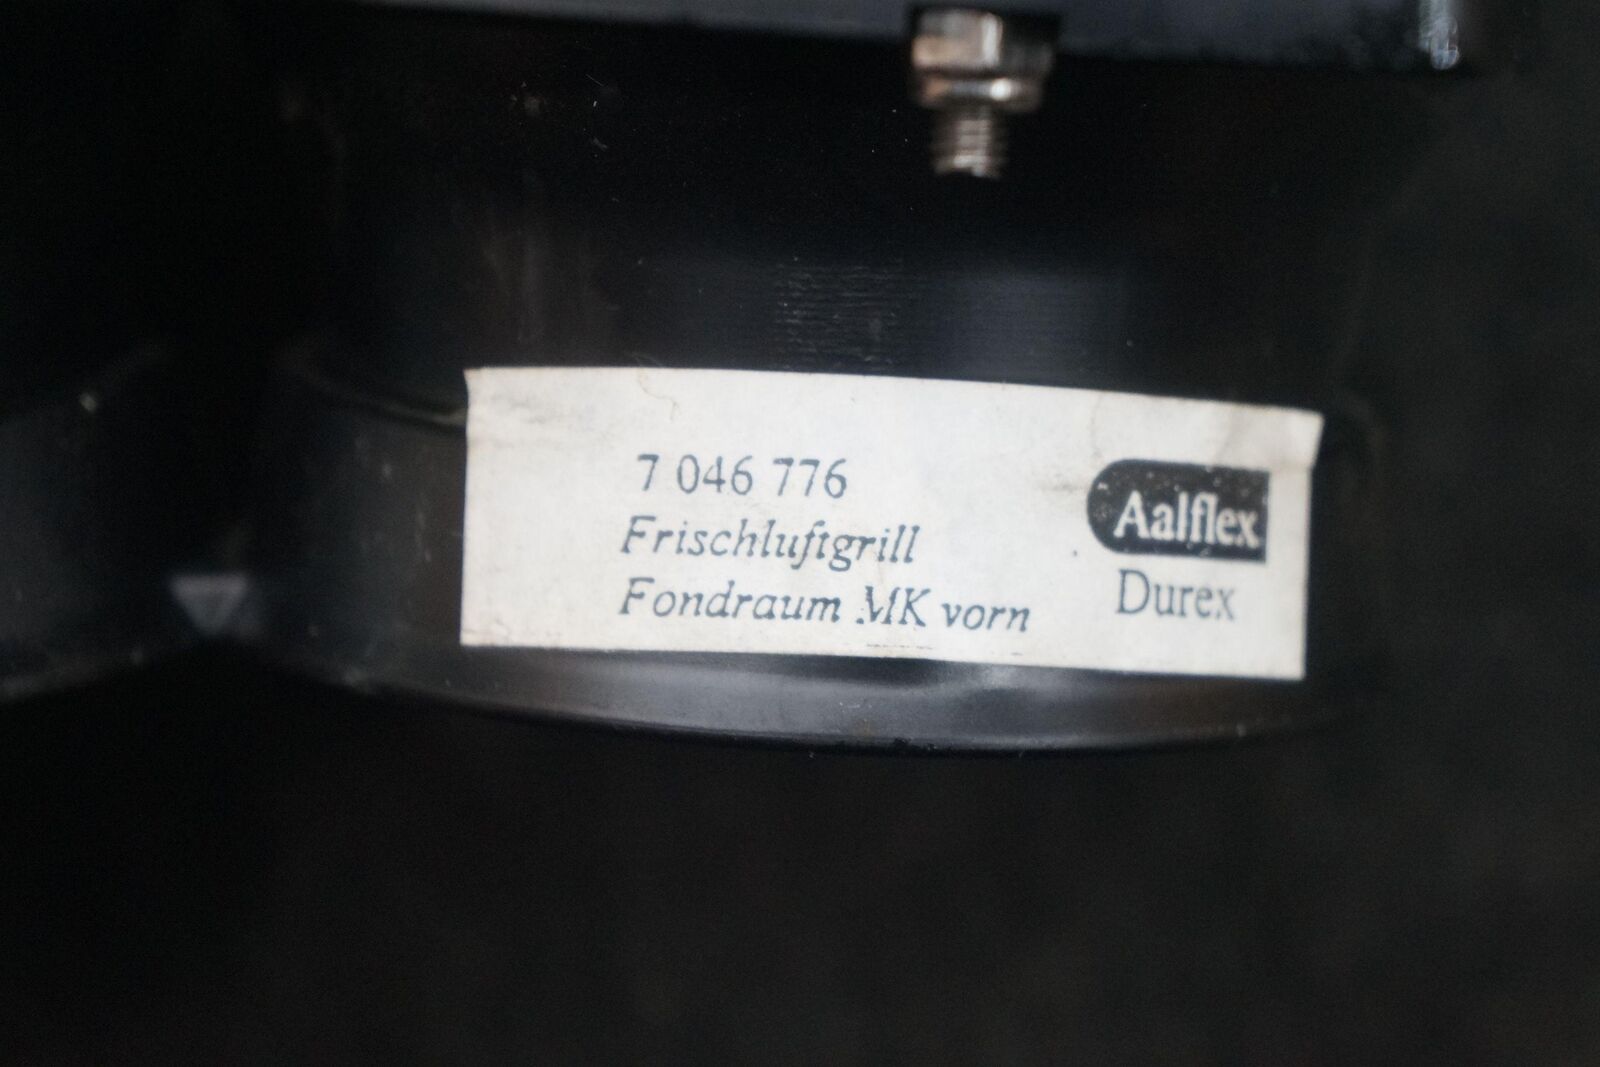 7 046 776
Frischluftgrill
Fondraum MK vorn
Aalflex
Durex